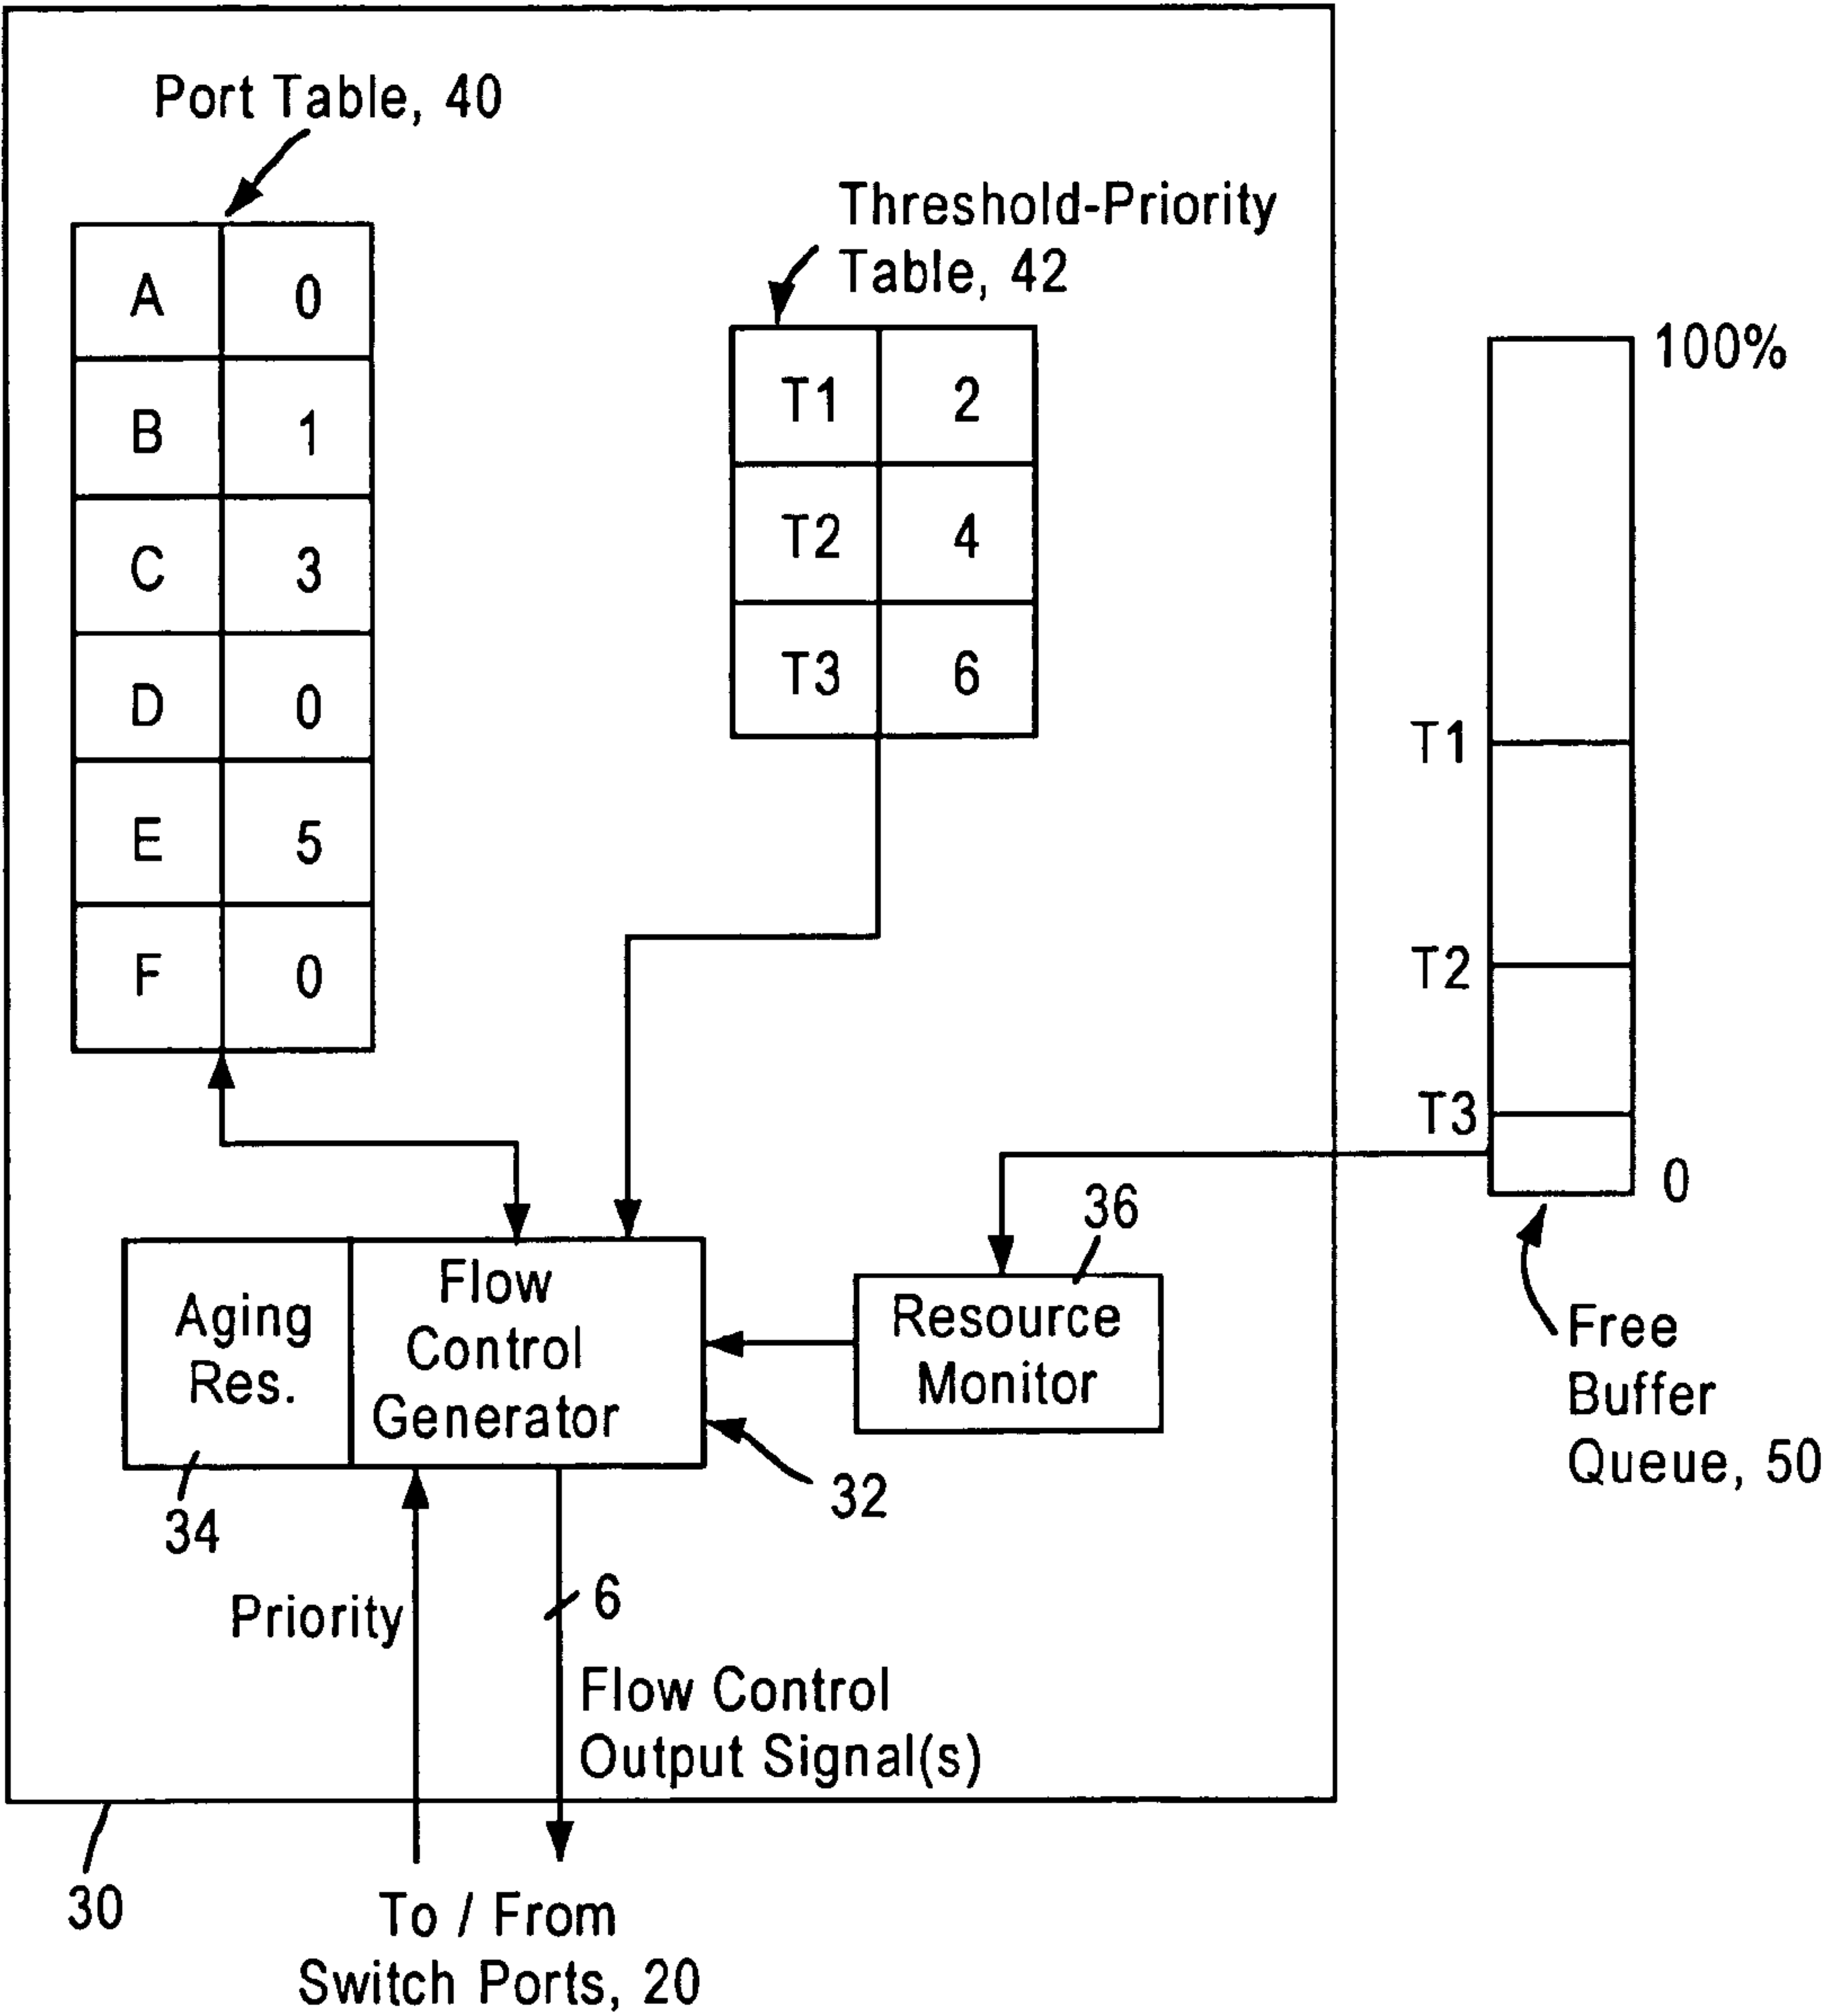 Port Table, 40
A 0
B 1
C 3
D 0
E 5
F 0
Threshold-Priority
Table, 42
T1 2
T2 4
T3 6
100%
T1
T2
T3
0
Free
Buffer
Queue, 50
36
Resource
Monitor
Aging
Res.
Flow
Control
Generator
32
34
Priority
6
Flow Control
Output Signal(s)
30
To / From
Switch Ports, 20